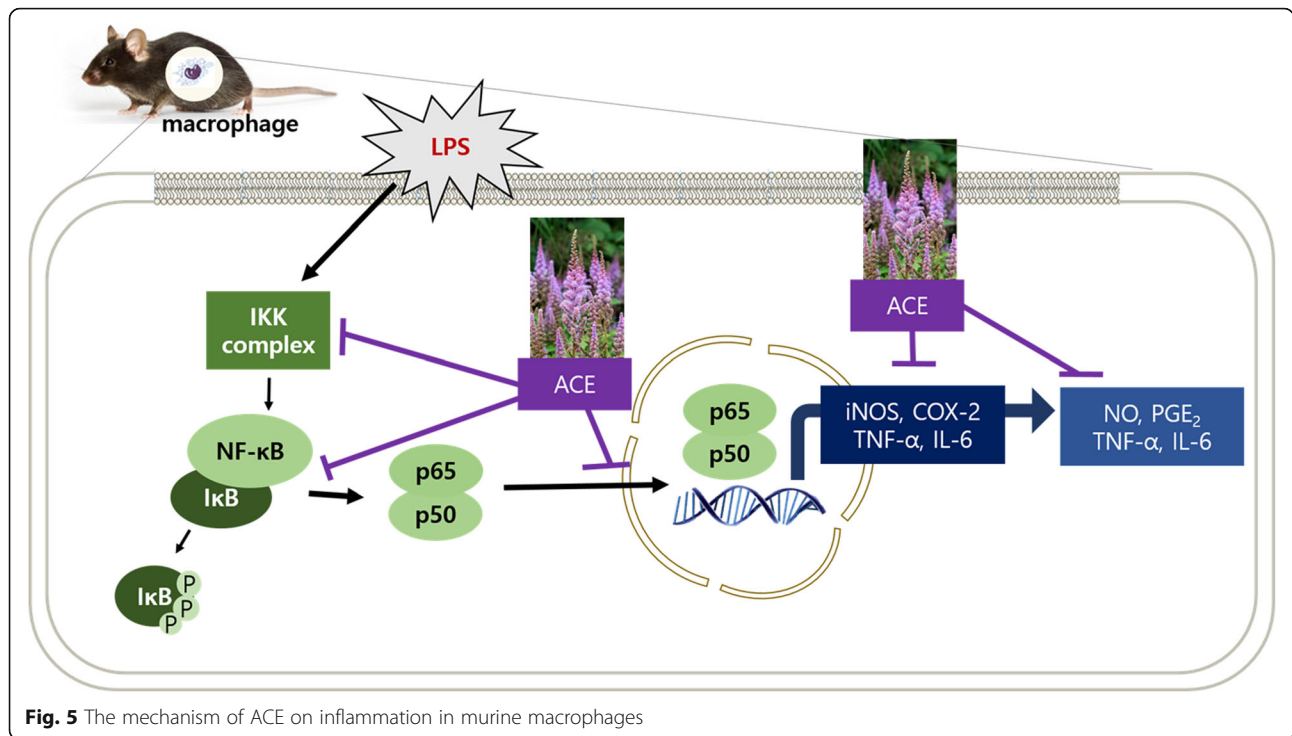 macrophage
LPS
ACE
ACE
IKK
complex
NF-κB
IκB
p65
p50
p65
p50
iNOS, COX-2
TNF-α, IL-6
NO, PGE₂
TNF-α, IL-6
IκB
P
P
P
Fig. 5 The mechanism of ACE on inflammation in murine macrophages